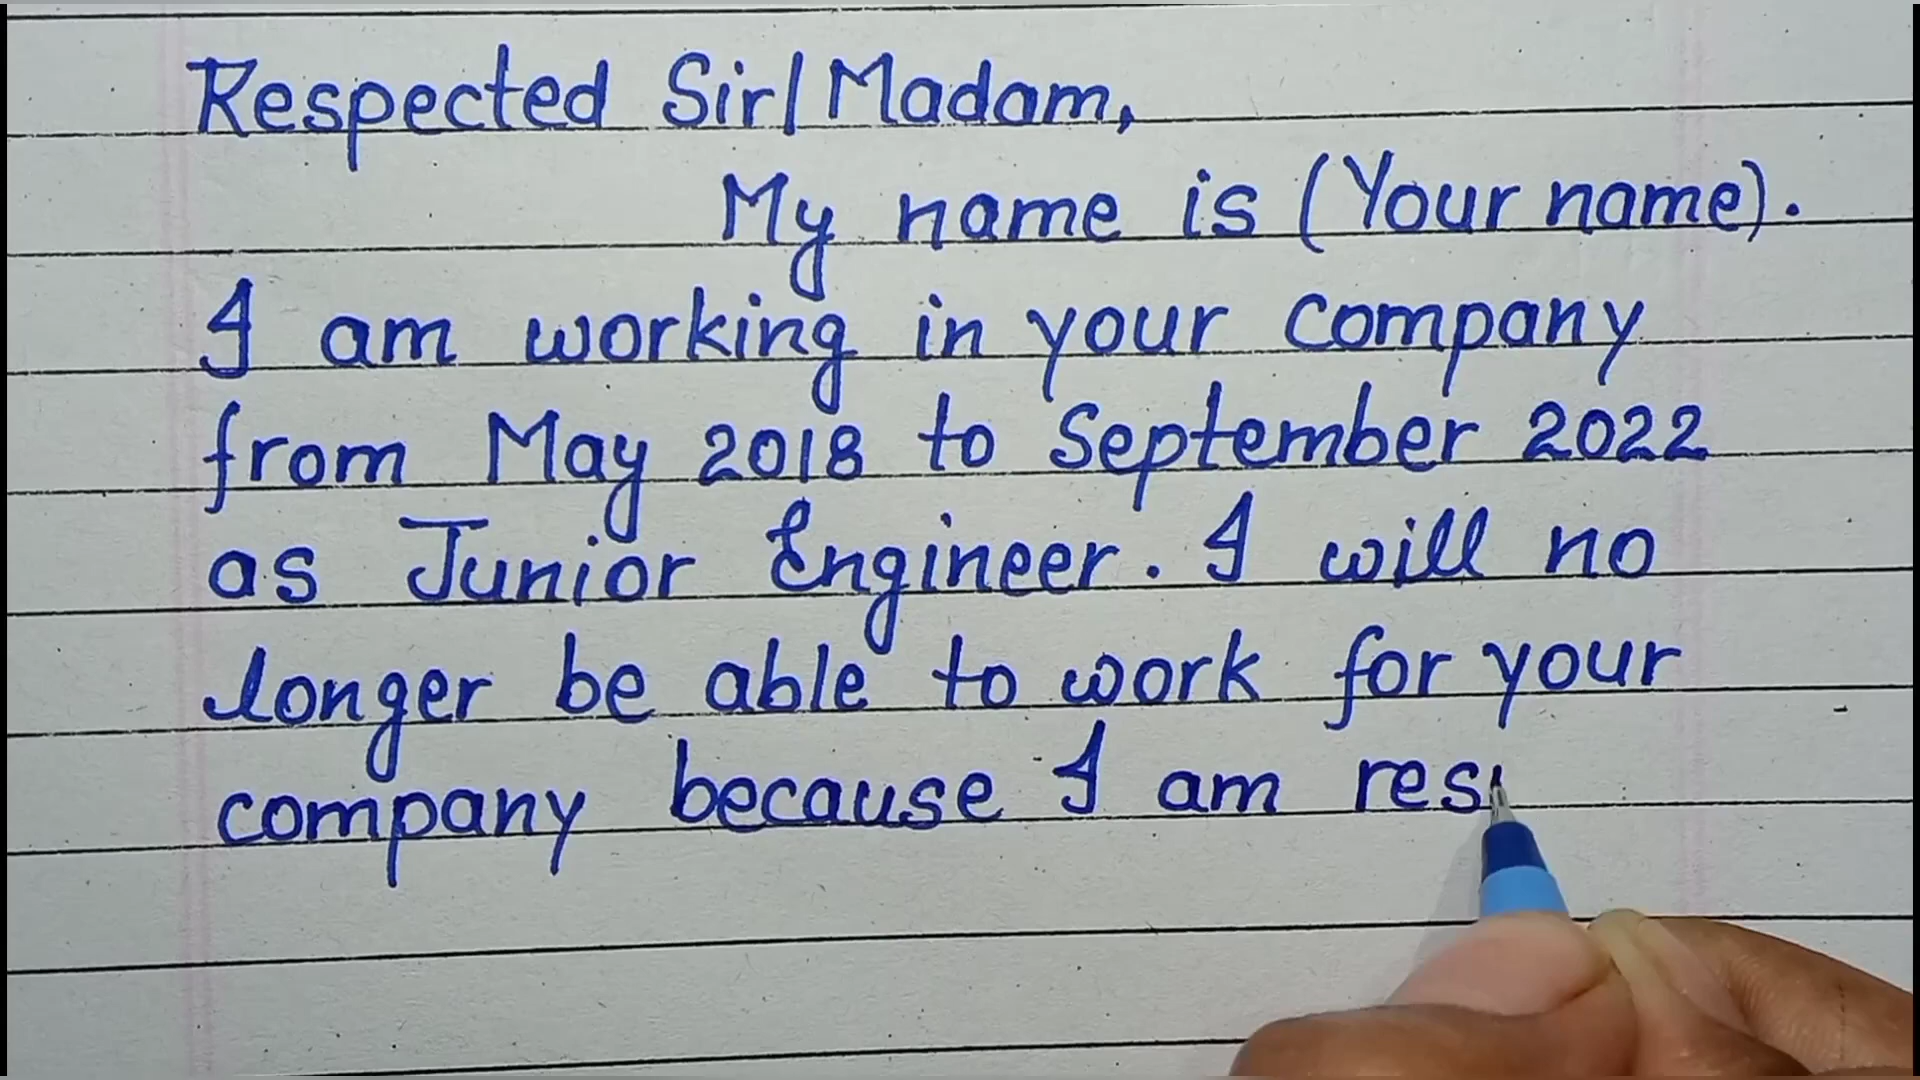 Respected Sir/Madam,
My name is (Your name).
I am working in your company
from May 2018 to September 2022
as Junior Engineer. I will no
longer be able to work for your
company because I am res